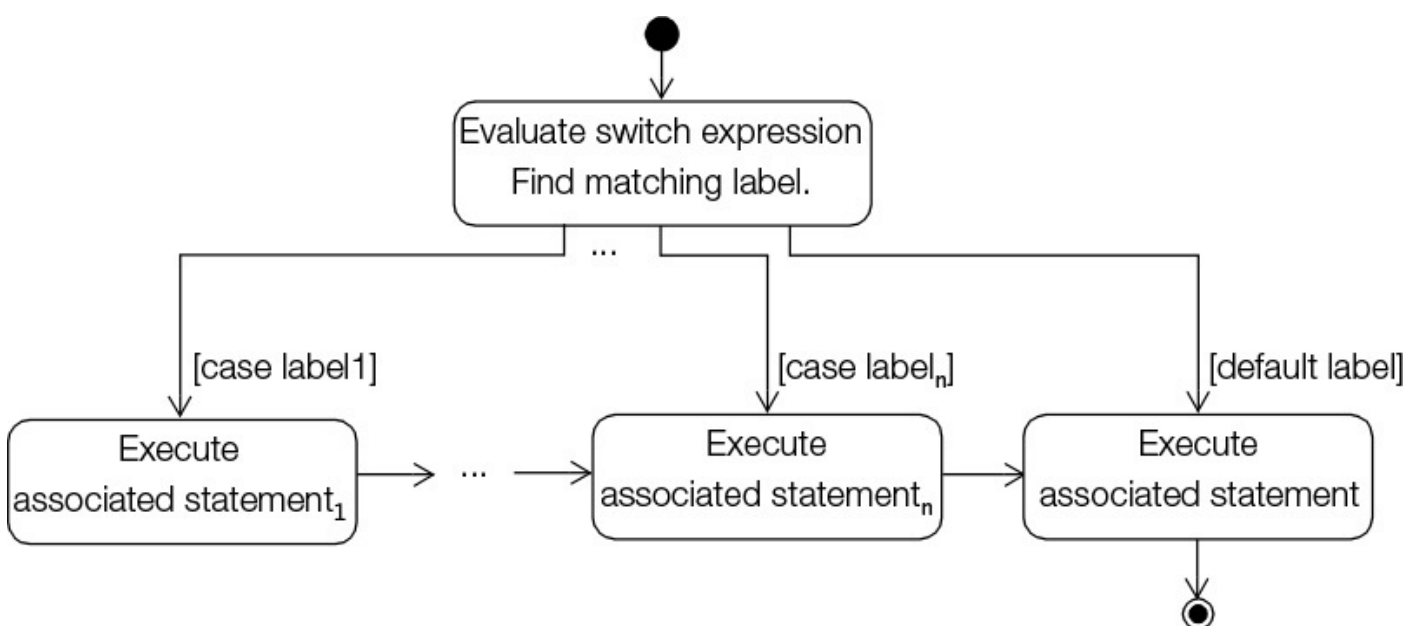 Evaluate switch expression
Find matching label.
...
[case label1]
[case labelₙ]
[default label]
Execute
associated statement₁
...
Execute
associated statementₙ
Execute
associated statement